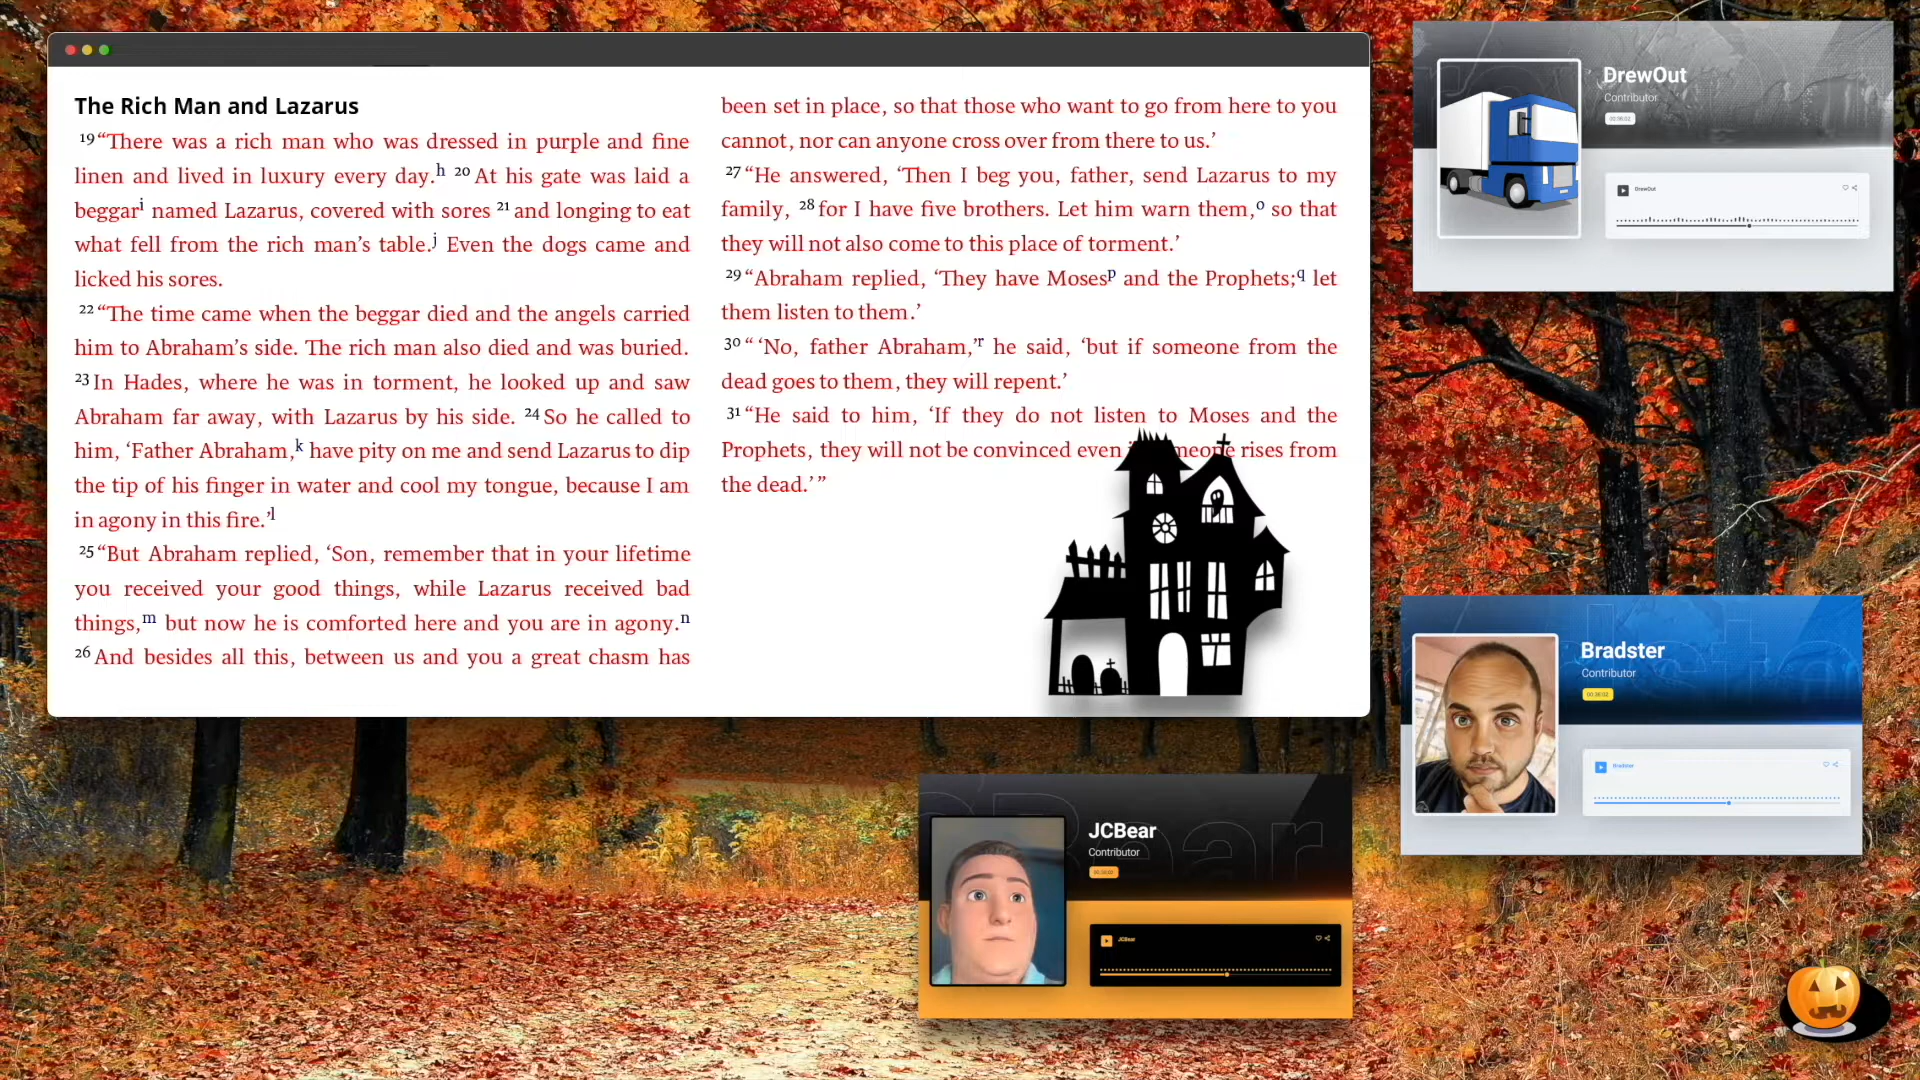 The Rich Man and Lazarus
19 “There was a rich man who was dressed in purple and fine
linen and lived in luxury every day.h 20 At his gate was laid a
beggari named Lazarus, covered with sores 21 and longing to eat
what fell from the rich man’s table.j Even the dogs came and
licked his sores.
22 “The time came when the beggar died and the angels carried
him to Abraham’s side. The rich man also died and was buried.
23 In Hades, where he was in torment, he looked up and saw
Abraham far away, with Lazarus by his side. 24 So he called to
him, ‘Father Abraham,k have pity on me and send Lazarus to dip
the tip of his finger in water and cool my tongue, because I am
in agony in this fire.’l
25 “But Abraham replied, ‘Son, remember that in your lifetime
you received your good things, while Lazarus received bad
things,m but now he is comforted here and you are in agony.n
26 And besides all this, between us and you a great chasm has
been set in place, so that those who want to go from here to you
cannot, nor can anyone cross over from there to us.’
27 “He answered, ‘Then I beg you, father, send Lazarus to my
family, 28 for I have five brothers. Let him warn them,o so that
they will not also come to this place of torment.’
29 “Abraham replied, ‘They have Mosesp and the Prophets;q let
them listen to them.’
30 “ ‘No, father Abraham,’r he said, ‘but if someone from the
dead goes to them, they will repent.’
31 “He said to him, ‘If they do not listen to Moses and the
Prophets, they will not be convinced even rises from
the dead.’ ”
DrewOut
Contributor
00:38:02
DrewOut
Bradster
Contributor
00:38:02
Bradster
JCBear
Contributor
00:38:02
JCBear